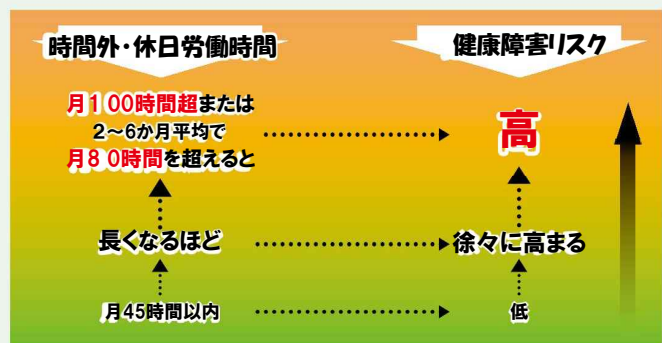 時間外・休日労働時間
健康障害リスク
月100時間超または
2〜6か月平均で
月80時間を超えると
高
長くなるほど
徐々に高まる
月45時間以内
低